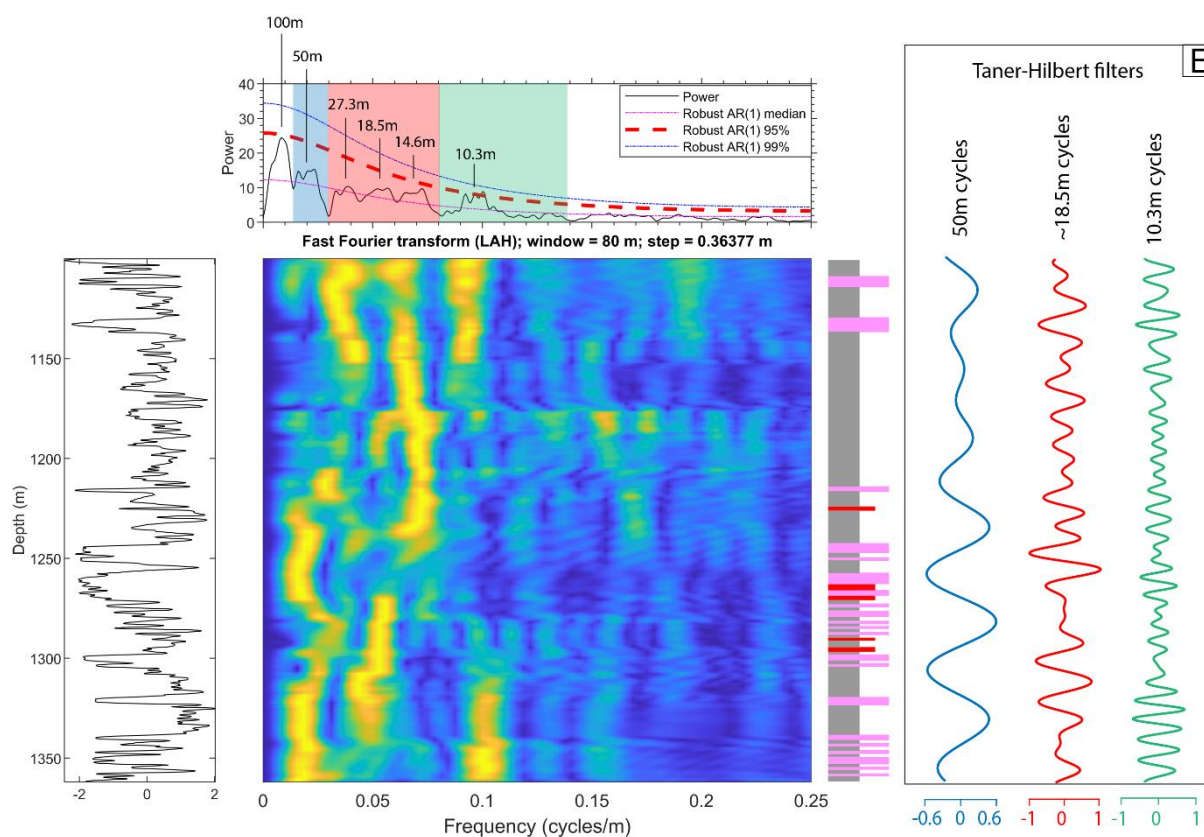 100m
50m
27.3m
18.5m
14.6m
10.3m
40
30
20
10
0
Power
Power
Robust AR(1) median
Robust AR(1) 95%
Robust AR(1) 99%
Fast Fourier transform (LAH); window = 80 m; step = 0.36377 m
1150
1200
1250
1300
1350
Depth (m)
-2 0 2
0 0.05 0.1 0.15 0.2 0.25
Frequency (cycles/m)
E
Taner-Hilbert filters
50m cycles
~18.5m cycles
10.3m cycles
-0.6 0 0.6
-1 0 1
-1 0 1